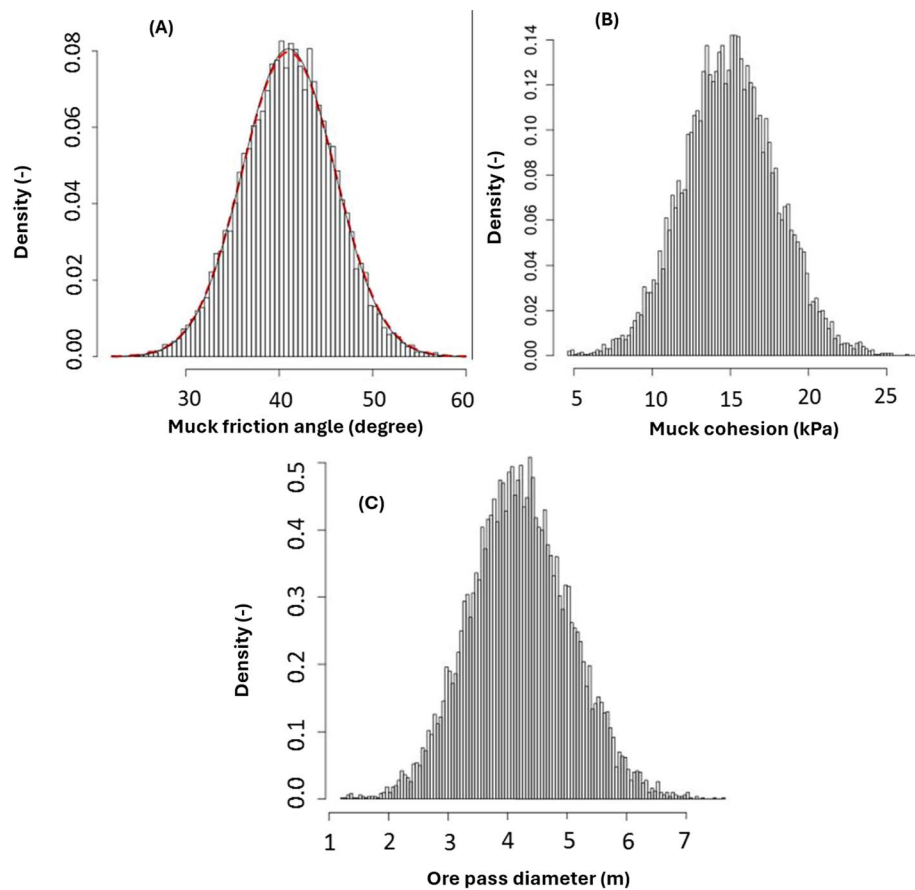 (A)
0.08
0.06
0.04
0.02
0.00
Density (-)
30 40 50 60
Muck friction angle (degree)
(B)
0.14
0.12
0.10
0.08
0.06
0.04
0.02
0.00
Density (-)
5 10 15 20 25
Muck cohesion (kPa)
(C)
0.5
0.4
0.3
0.2
0.1
0.0
Density (-)
1 2 3 4 5 6 7
Ore pass diameter (m)